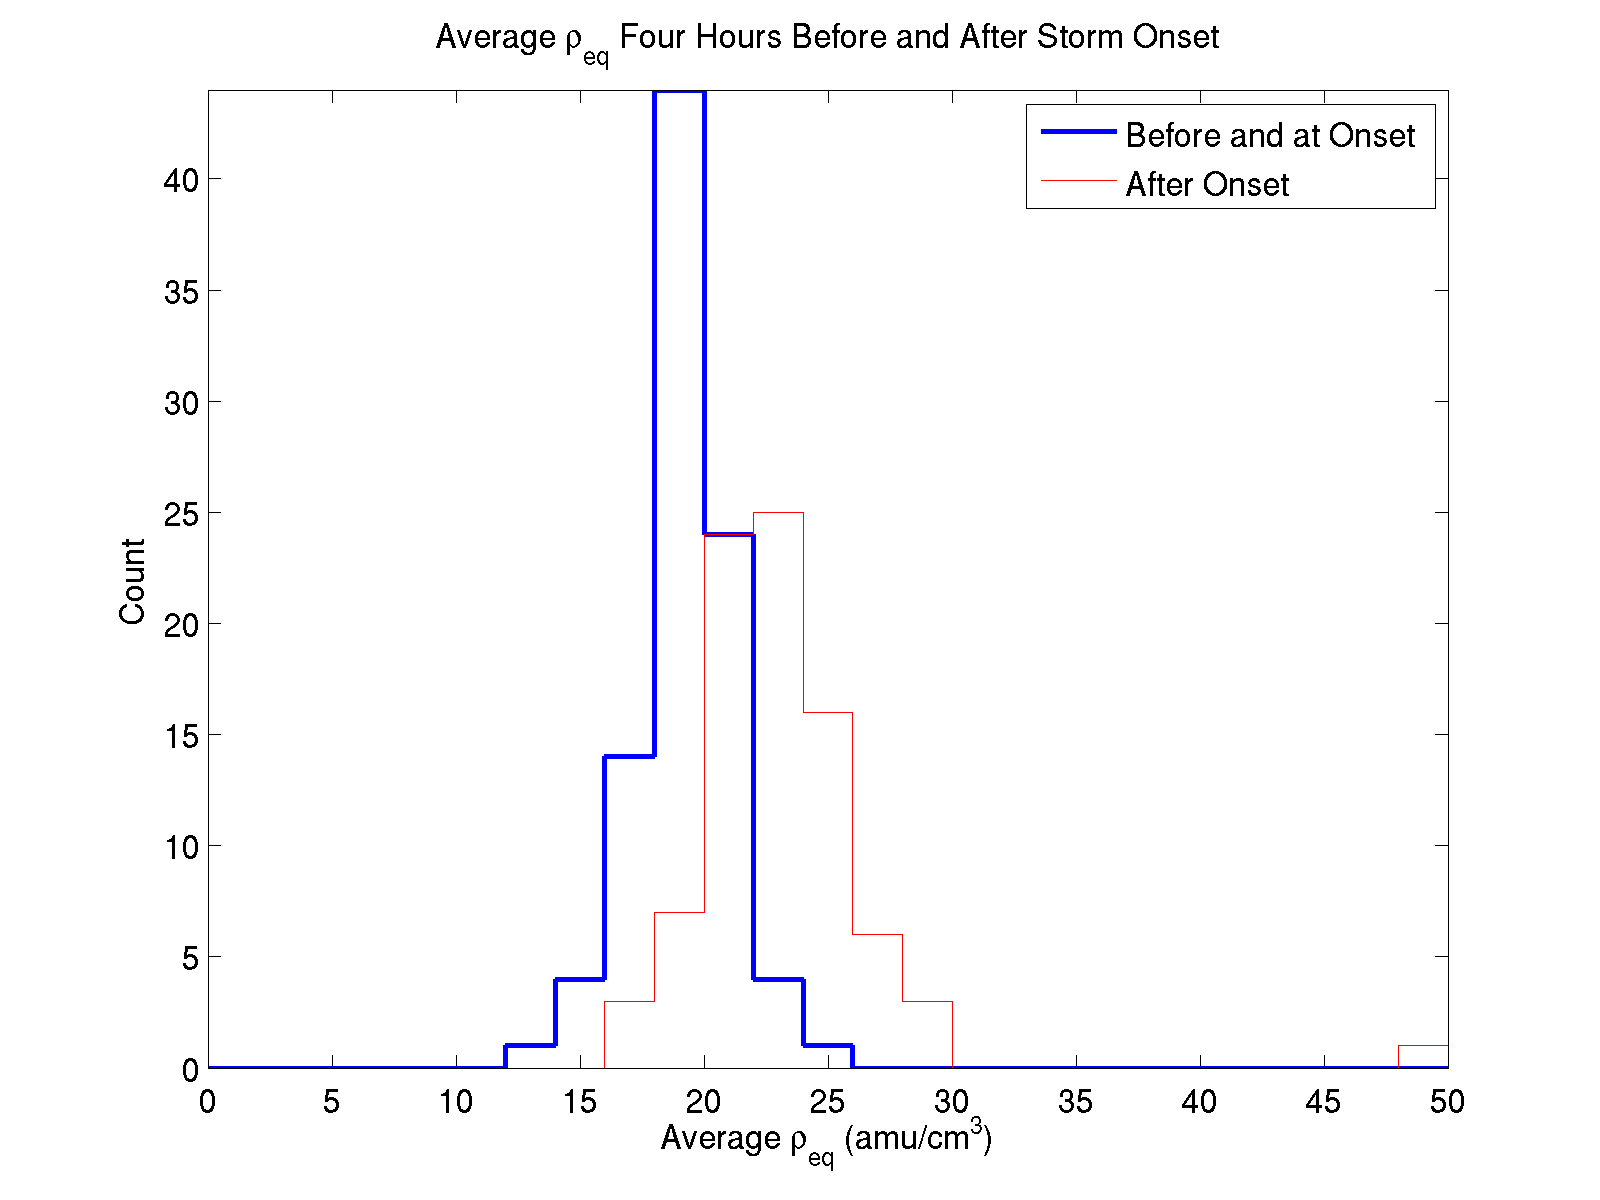 Average ρeq Four Hours Before and After Storm Onset
Before and at Onset
After Onset
40
35
30
25
20
15
10
5
0
Count
0 5 10 15 20 25 30 35 40 45 50
Average ρeq (amu/cm³)